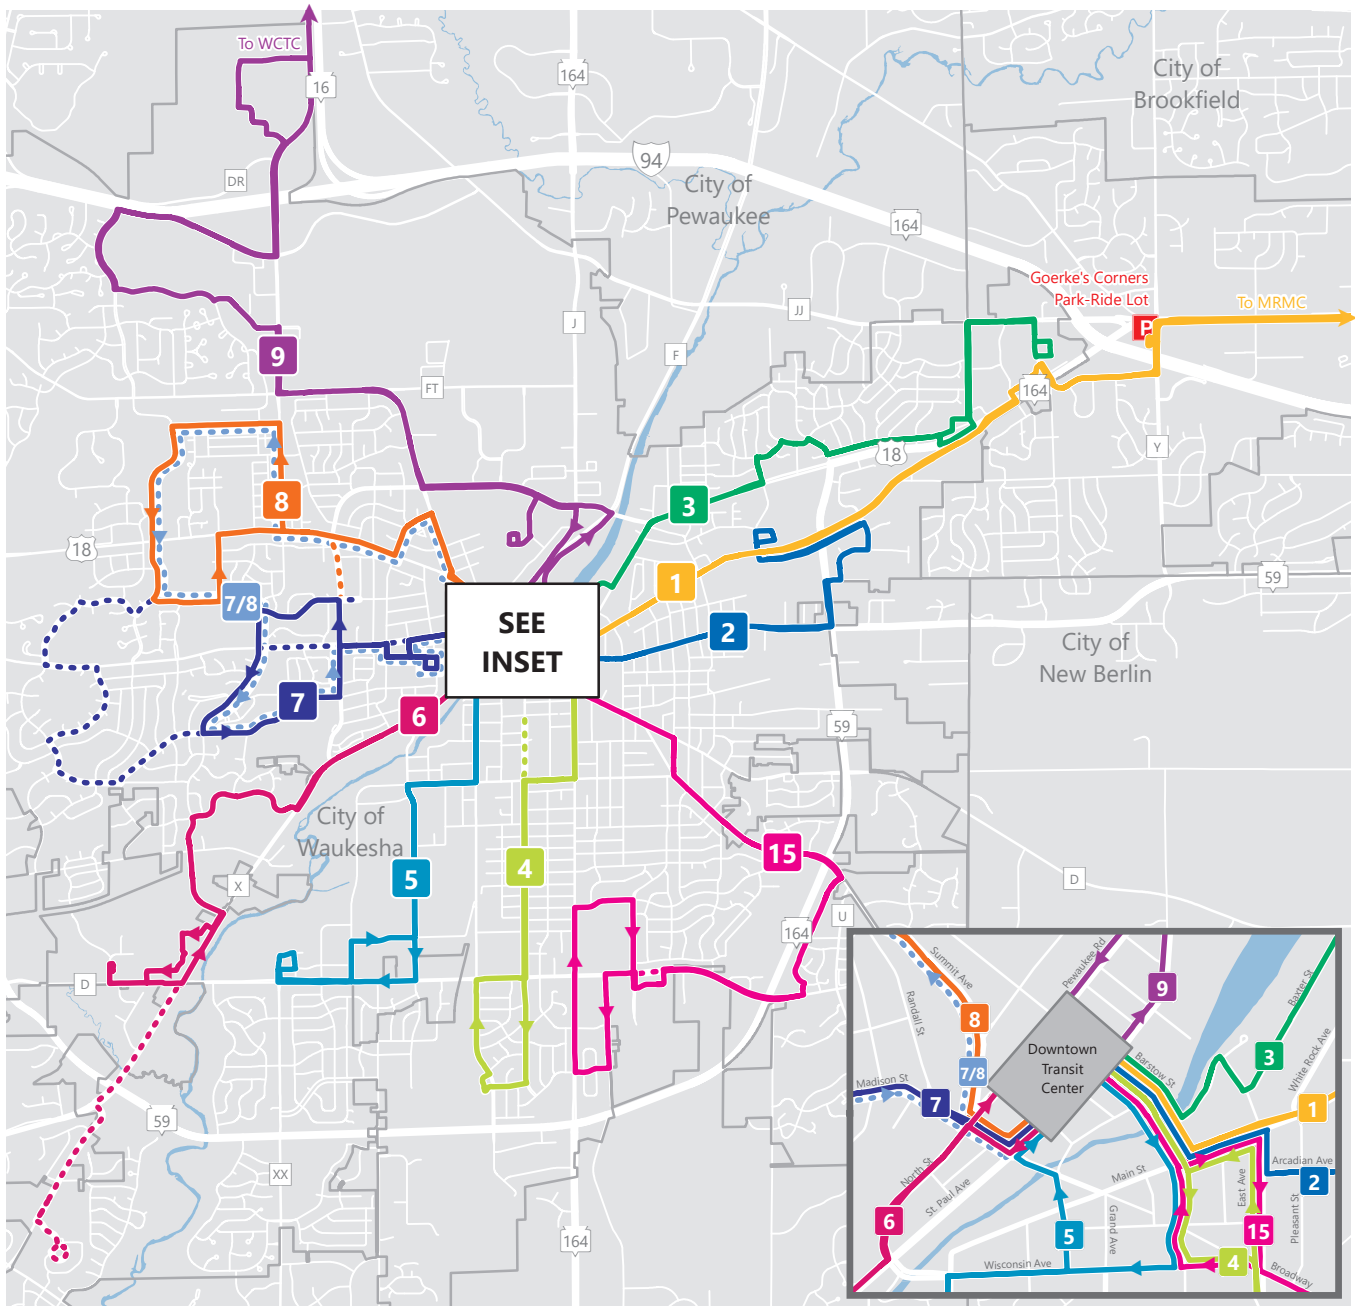 To WCTC
16
164
City of
Brookfield
94
DR
City of
Pewaukee
164
Goerke's Corners
Park-Ride Lot
To MRMC
P
JJ
J
F
9
FT
164
Y
18
8
3
18
1
59
7/8
SEE
INSET
2
City of
New Berlin
7
6
59
City of
Waukesha
15
4
5
X
D
U
164
D
59
XX
164
Summit Ave
Pewaukee Rd
9
Randall St
8
Baxter St
Downtown
Transit
Center
Barstow St
3
White Rock Ave
7/8
Madison St
7
1
North St
St. Paul Ave
Main St
Arcadian Ave
2
East Ave
Pleasant St
6
5
Grand Ave
15
4
Wisconsin Ave
Broadway